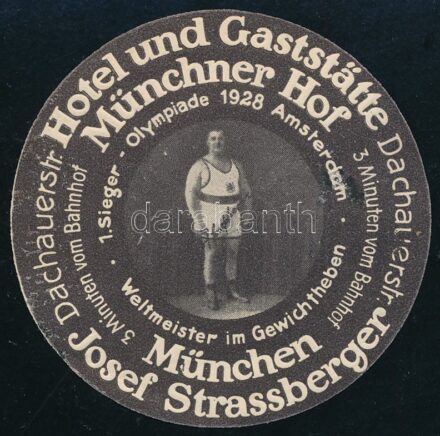 Hotel und Gaststätte
Münchner Hof
Dachauerstr.
3 Minuten vom Bahnhof
Dachauerstr.
3 Minuten vom Bahnhof
· 1. Sieger - Olympiade 1928 Amsterdam ·
Weltmeister im Gewichtheben
München
Josef Strassberger
darabanth